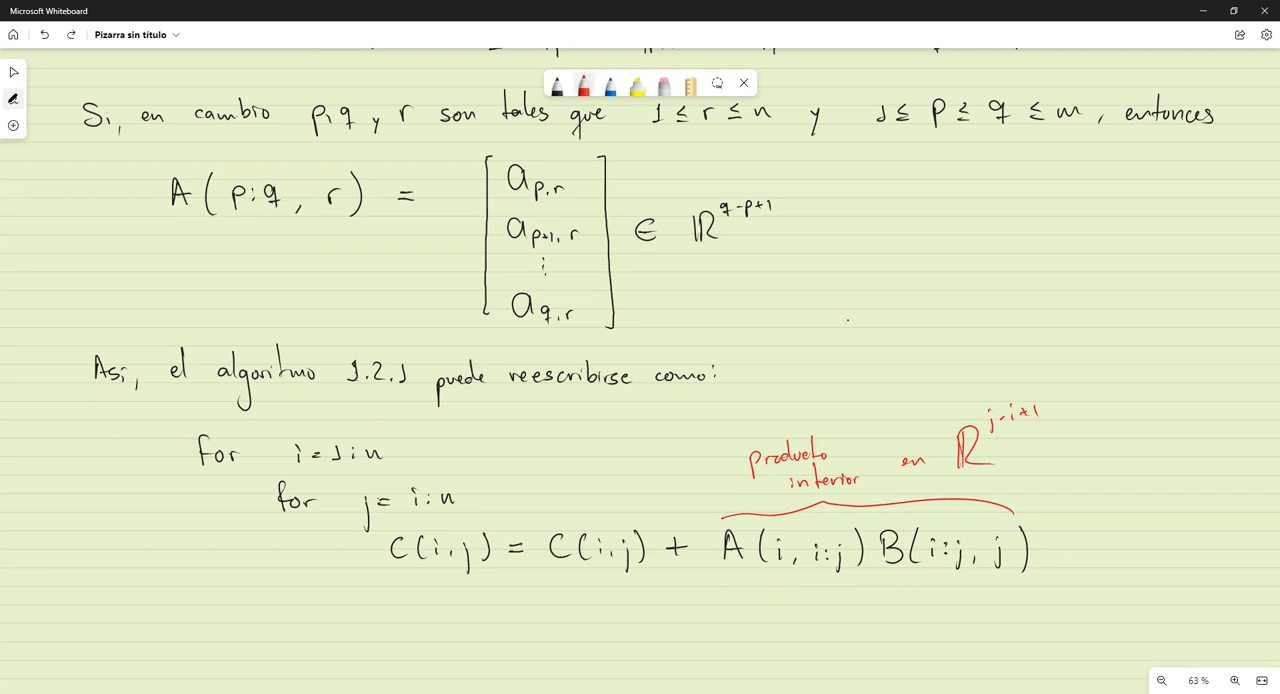 Microsoft Whiteboard
Pizarra sin título
Si, en cambio p, q y r son tales que 1 ≤ r ≤ n y 1 ≤ p ≥ q ≤ m, entonces
A(p:q, r) = [ a_{p,r} a_{p+1,r} ⋮ a_{q,r} ] ∈ ℝ^{q-p+1}
Así, el algoritmo 1.2.1 puede reescribirse como:
for i = 1:n
for j = i:n
producto interior en ℝ^{j-i+1}
C(i,j) = C(i,j) + A(i, i:j) B(i:j, j)
63 %